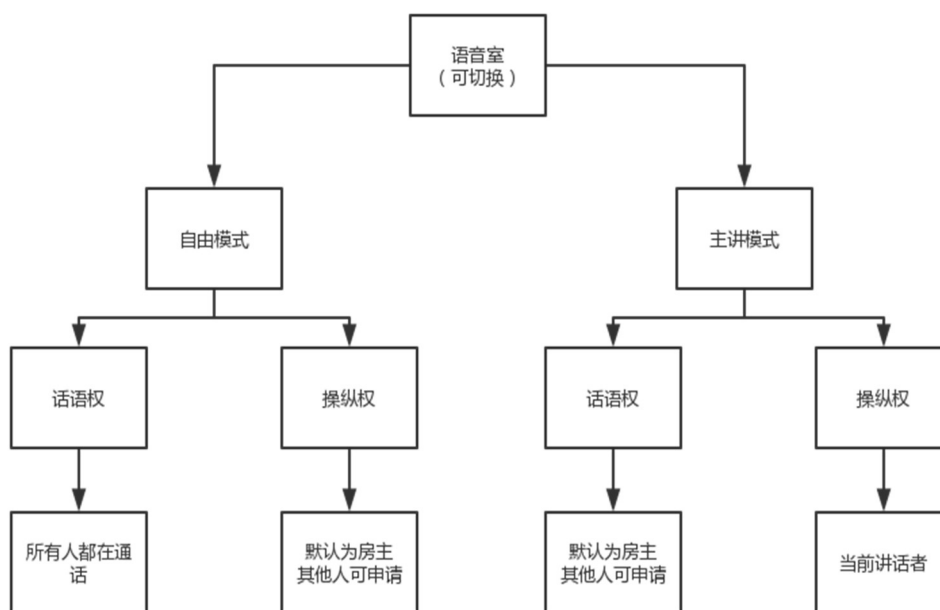 语音室
（可切换）
自由模式
主讲模式
话语权
操纵权
话语权
操纵权
所有人都在通
话
默认为房主
其他人可申请
默认为房主
其他人可申请
当前讲话者